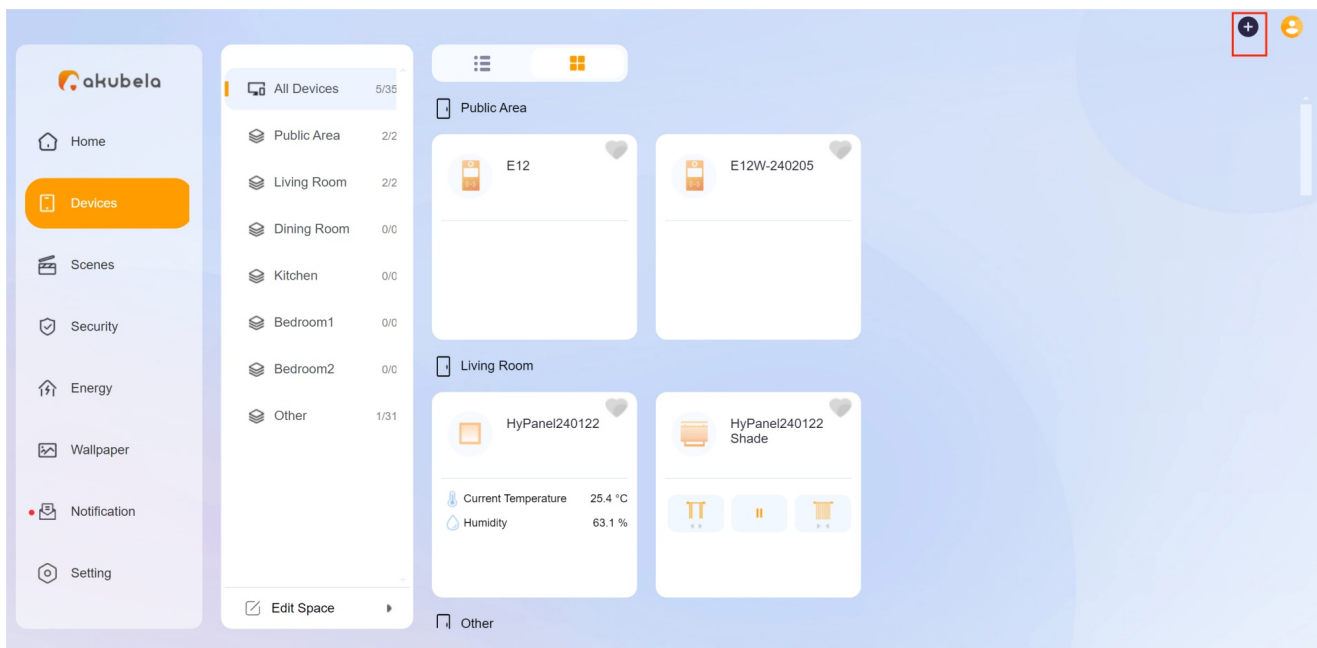 akubela
Home
Devices
Scenes
Security
Energy
Wallpaper
Notification
Setting
All Devices 5/35
Public Area 2/2
Living Room 2/2
Dining Room 0/0
Kitchen 0/0
Bedroom1 0/0
Bedroom2 0/0
Other 1/31
Edit Space
Public Area
E12
E12W-240205
Living Room
HyPanel240122
Current Temperature 25.4 °C
Humidity 63.1 %
HyPanel240122
Shade
Other